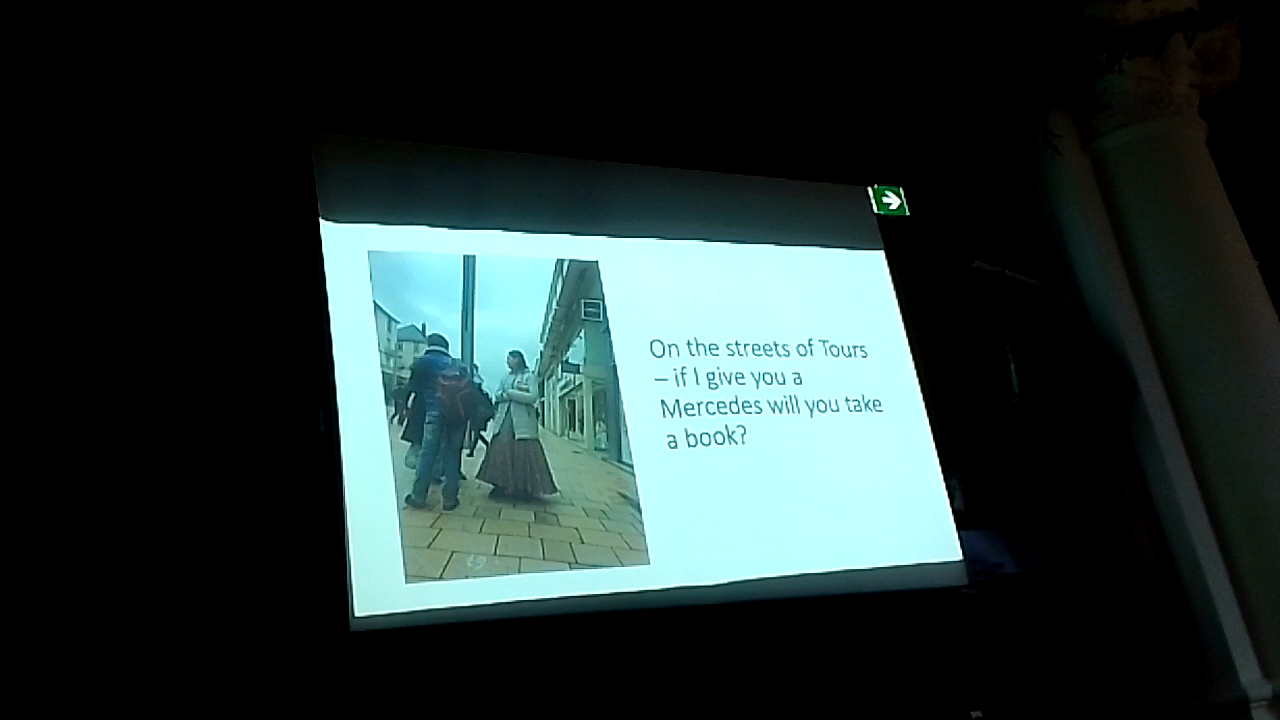 On the streets of Tours
– if I give you a
Mercedes will you take
a book?